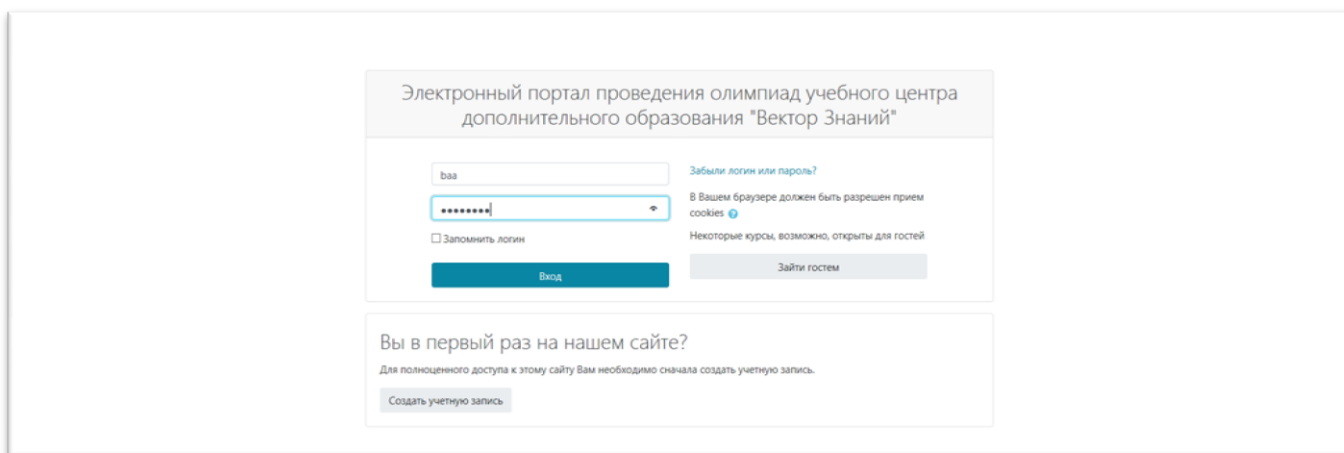 Электронный портал проведения олимпиад учебного центра
дополнительного образования "Вектор Знаний"
baa
••••••••
Запомнить логин
Вход
Забыли логин или пароль?
В Вашем браузере должен быть разрешен прием
cookies
Некоторые курсы, возможно, открыты для гостей
Зайти гостем
Вы в первый раз на нашем сайте?
Для полноценного доступа к этому сайту Вам необходимо сначала создать учетную запись.
Создать учетную запись